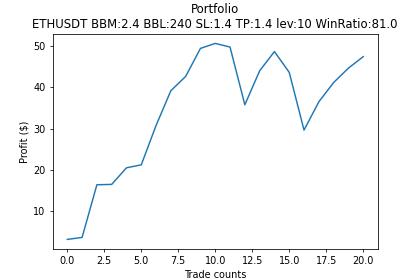 Portfolio
ETHUSDT BBM:2.4 BBL:240 SL:1.4 TP:1.4 lev:10 WinRatio:81.0
50
40
30
20
10
Profit ($)
0.0 2.5 5.0 7.5 10.0 12.5 15.0 17.5 20.0
Trade counts